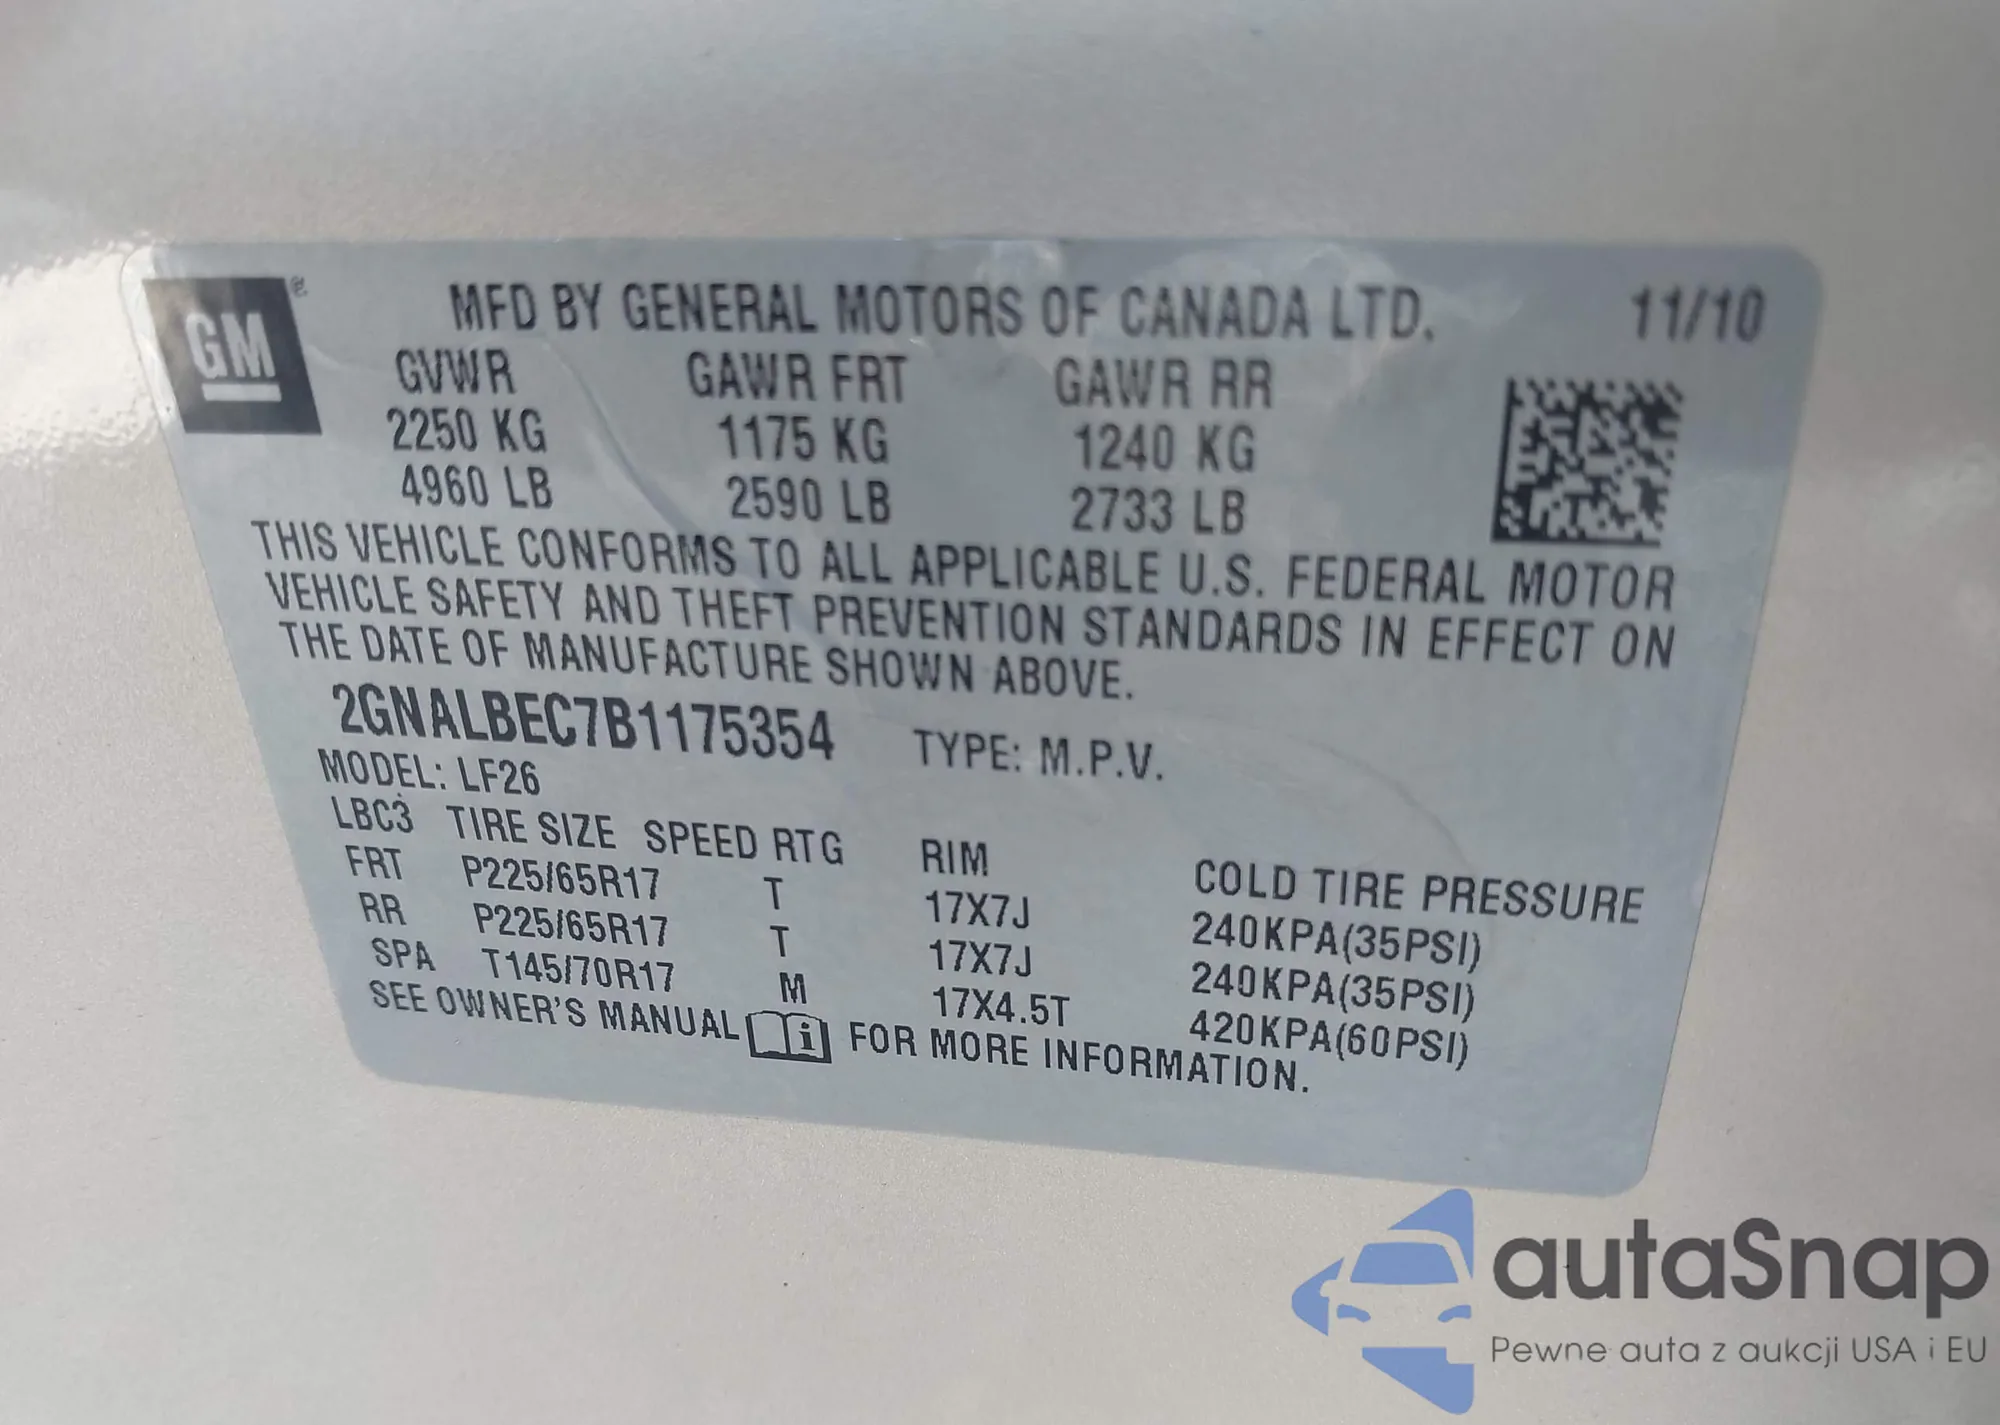 GM ® MFD BY GENERAL MOTORS OF CANADA LTD. 11/10
GVWR GAWR FRT GAWR RR
2250 KG 1175 KG 1240 KG
4960 LB 2590 LB 2733 LB
THIS VEHICLE CONFORMS TO ALL APPLICABLE U.S. FEDERAL MOTOR
VEHICLE SAFETY AND THEFT PREVENTION STANDARDS IN EFFECT ON
THE DATE OF MANUFACTURE SHOWN ABOVE.
2GNALBEC7B1175354 TYPE: M.P.V.
MODEL: LF26
LBC3 TIRE SIZE SPEED RTG RIM COLD TIRE PRESSURE
FRT P225/65R17 T 17X7J 240KPA(35PSI)
RR P225/65R17 T 17X7J 240KPA(35PSI)
SPA T145/70R17 M 17X4.5T 420KPA(60PSI)
SEE OWNER'S MANUAL i FOR MORE INFORMATION.
autaSnap
Pewne auta z aukcji USA i EU